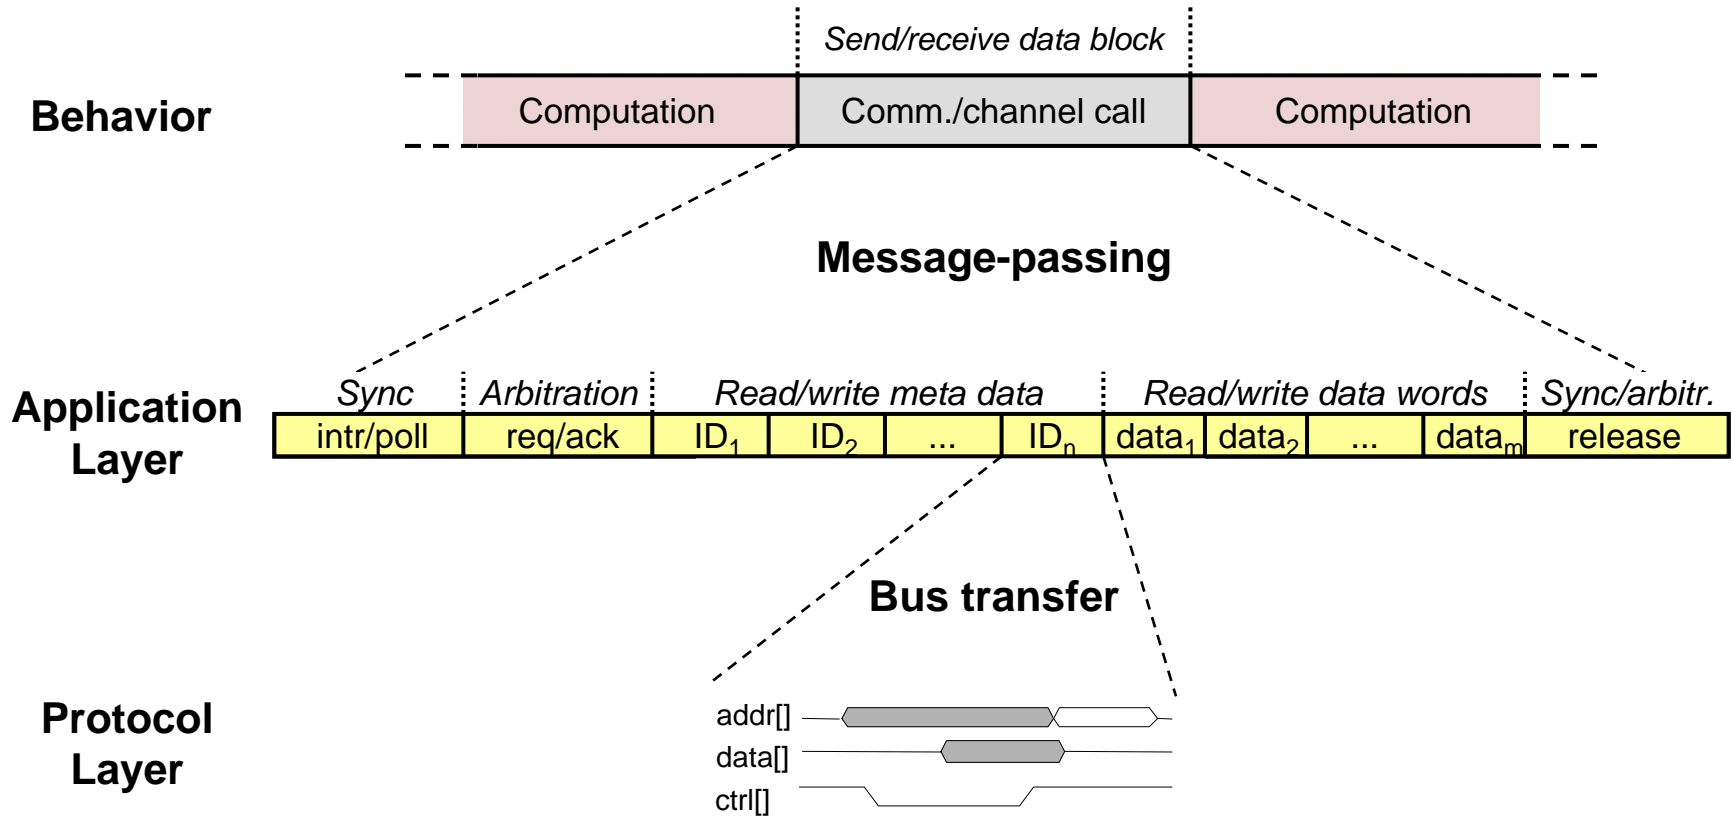 Send/receive data block
Behavior
Computation Comm./channel call Computation
Message-passing
Application
Layer
Sync Arbitration Read/write meta data Read/write data words Sync/arbitr.
intr/poll req/ack ID1 ID2 ... IDn data1 data2 ... datam release
Bus transfer
Protocol
Layer
addr[]
data[]
ctrl[]